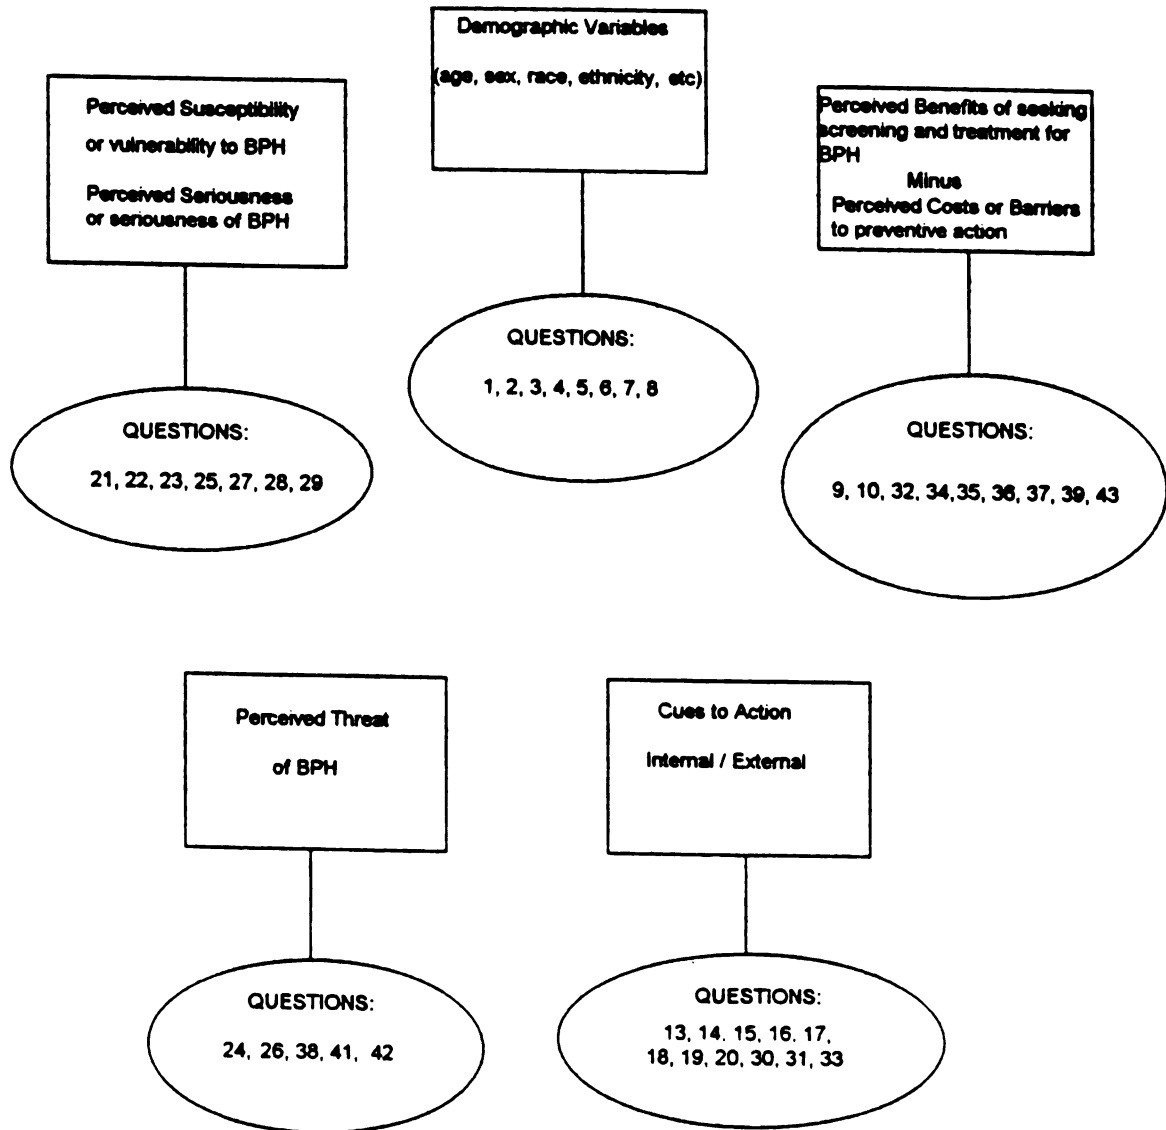 Demographic Variables
(age, sex, race, ethnicity, etc)
Perceived Susceptibility
or vulnerability to BPH
Perceived Seriousness
or seriousness of BPH
Perceived Benefits of seeking
screening and treatment for
BPH
Minus
Perceived Costs or Barriers
to preventive action
QUESTIONS:
1, 2, 3, 4, 5, 6, 7, 8
QUESTIONS:
21, 22, 23, 25, 27, 28, 29
QUESTIONS:
9, 10, 32, 34,35, 36, 37, 39, 43
Perceived Threat
of BPH
Cues to Action
Internal / External
QUESTIONS:
24, 26, 38, 41, 42
QUESTIONS:
13, 14. 15, 16. 17,
18, 19, 20, 30, 31, 33